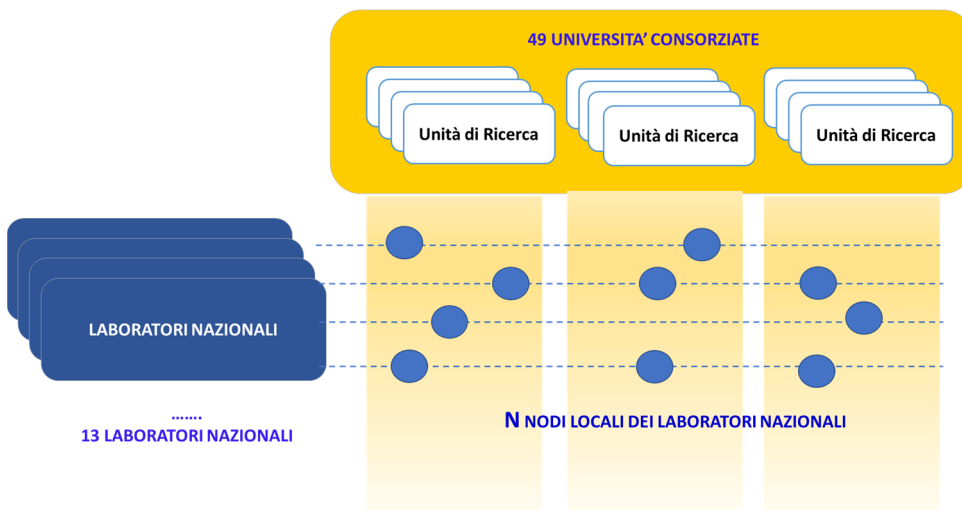 49 UNIVERSITA’ CONSORZIATE
Unità di Ricerca
Unità di Ricerca
Unità di Ricerca
LABORATORI NAZIONALI
.......
13 LABORATORI NAZIONALI
N NODI LOCALI DEI LABORATORI NAZIONALI